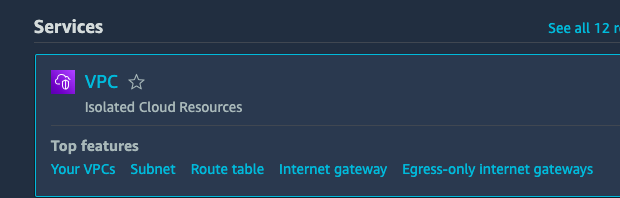 Services
See all 12 r
VPC
Isolated Cloud Resources
Top features
Your VPCs Subnet Route table Internet gateway Egress-only internet gateways